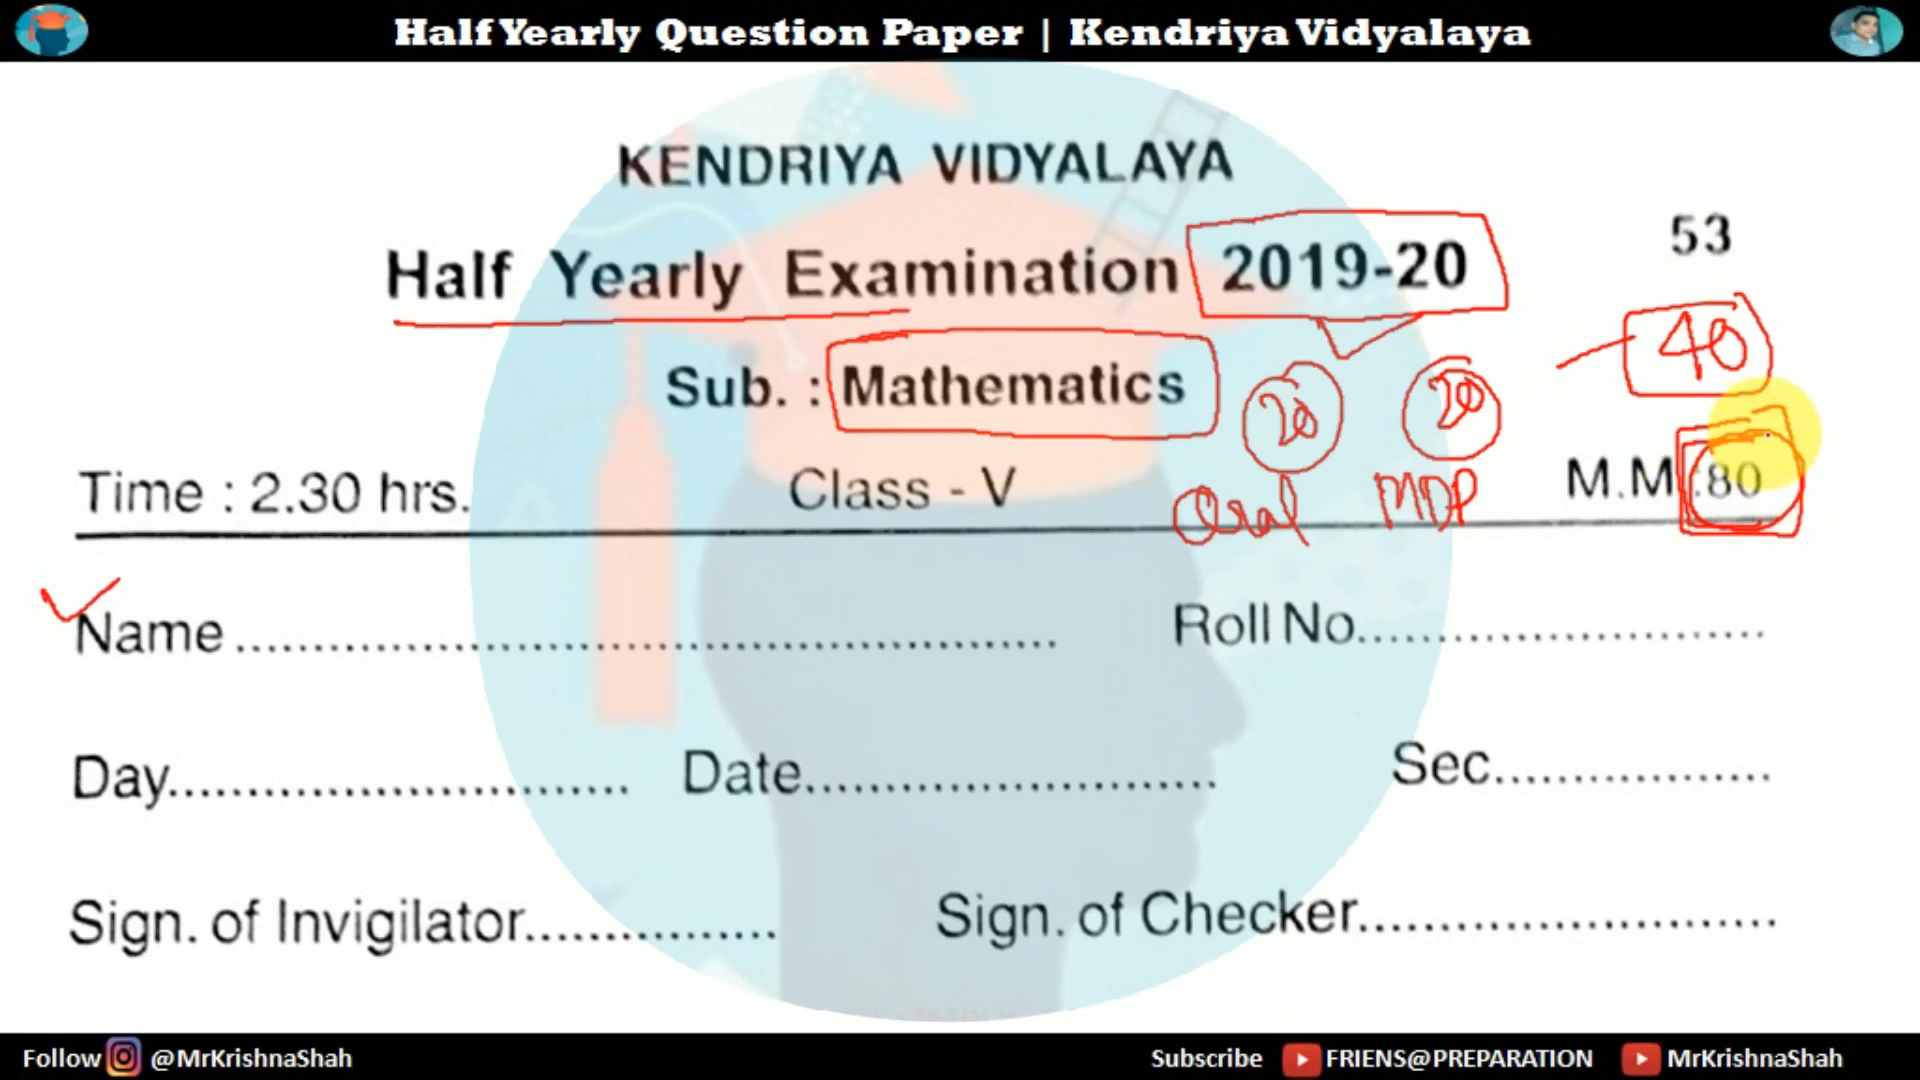 Half Yearly Question Paper | Kendriya Vidyalaya
KENDRIYA VIDYALAYA
53
Half Yearly Examination 2019-20
- 40
Sub. : Mathematics
20 20
Time : 2.30 hrs. Class - V Oral MDP M.M.:80
Name ........................................................ Roll No..............................
Day.............................. Date.............................. Sec....................
Sign. of Invigilator.................. Sign. of Checker..............................
Follow @MrKrishnaShah Subscribe FRIENS@PREPARATION MrKrishnaShah